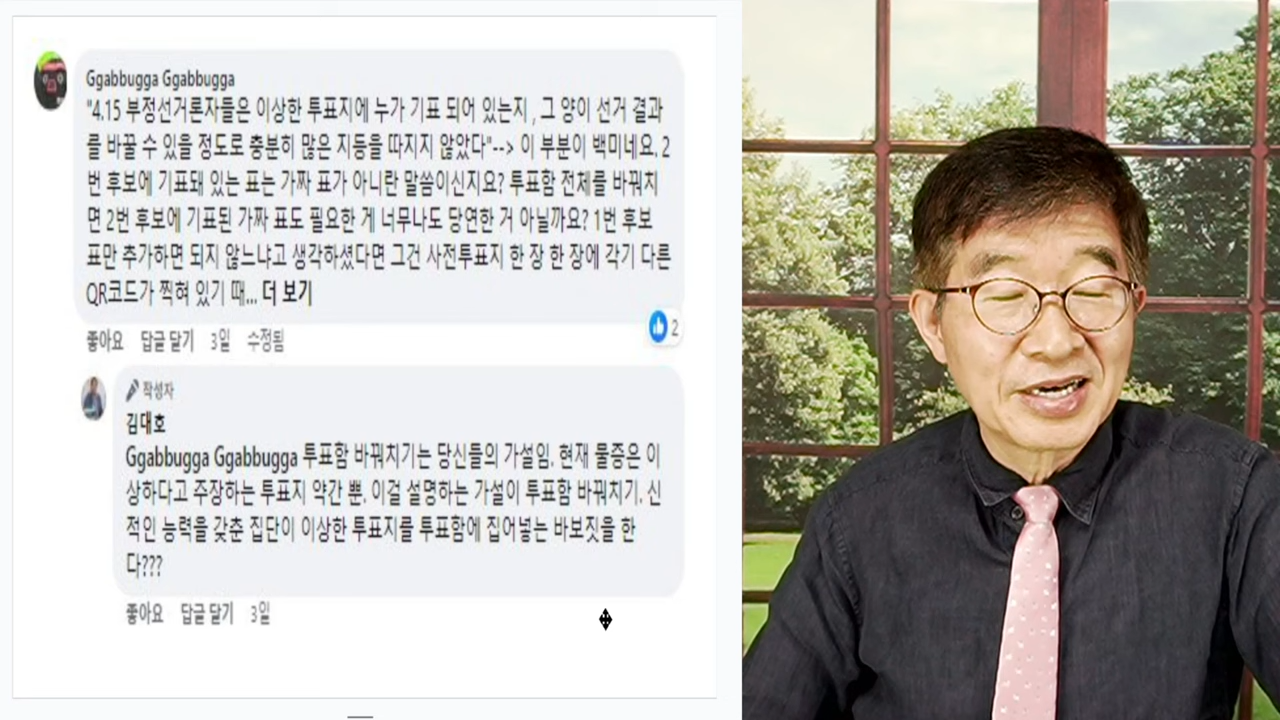 Ggabbugga Ggabbugga
"4.15 부정선거론자들은 이상한 투표지에 누가 기표 되어 있는지 , 그 양이 선거 결과
를 바꿀 수 있을 정도로 충분히 많은 지등을 따지지 않았다"--> 이 부분이 백미네요. 2
번 후보에 기표돼 있는 표는 가짜 표가 아니란 말씀이신지요? 투표함 전체를 바꿔치
면 2번 후보에 기표된 가짜 표도 필요한 게 너무나도 당연한 거 아닐까요? 1번 후보
표만 추가하면 되지 않느냐고 생각하셨다면 그건 사전투표지 한 장 한 장에 각기 다른
QR코드가 찍혀 있기 때... 더 보기
2
좋아요 답글 달기 3일 수정됨
작성자
김대호
Ggabbugga Ggabbugga 투표함 바꿔치기는 당신들의 가설임. 현재 물증은 이
상하다고 주장하는 투표지 약간 뿐. 이걸 설명하는 가설이 투표함 바꿔치기. 신
적인 능력을 갖춘 집단이 이상한 투표지를 투표함에 집어넣는 바보짓을 한
다???
좋아요 답글 달기 3일